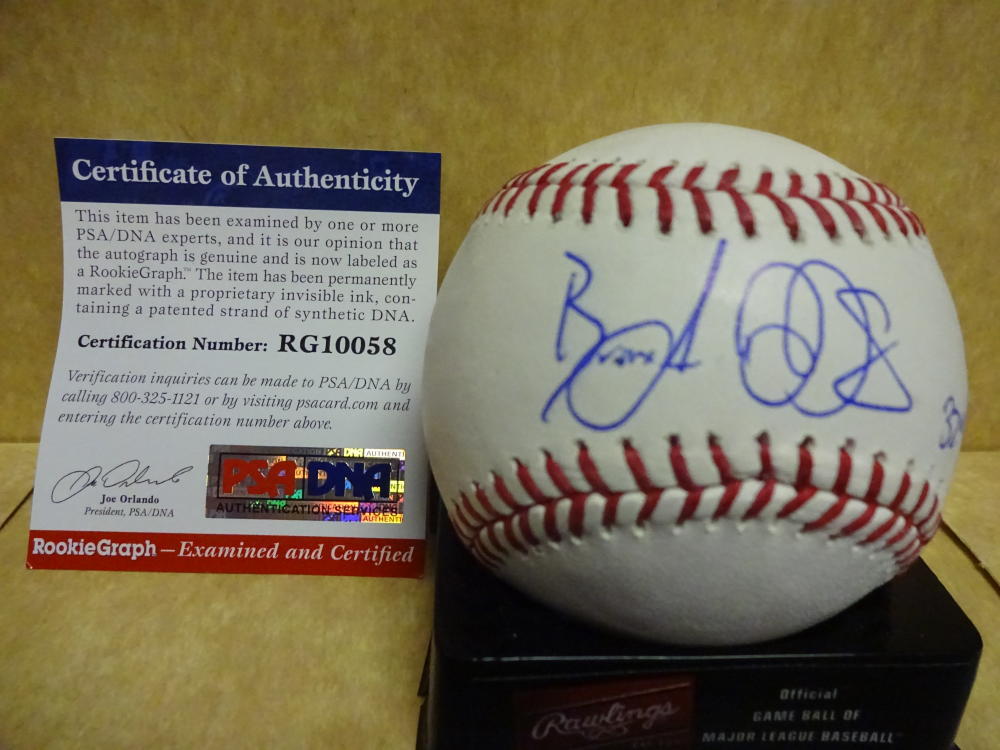 Certificate of Authenticity
This item has been examined by one or more
PSA/DNA experts, and it is our opinion that
the autograph is genuine and is now labeled as
a RookieGraph.™ The item has been permanently
marked with a proprietary invisible ink, con-
taining a patented strand of synthetic DNA.
Certification Number: RG10058
Verification inquiries can be made to PSA/DNA by
calling 800-325-1121 or by visiting psacard.com and
entering the certification number above.
Joe Orlando
President, PSA/DNA
PSA DNA
AUTHENTICATION SERVICES
RookieGraph — Examined and Certified
Rawlings
Official
GAME BALL OF
MAJOR LEAGUE BASEBALL™